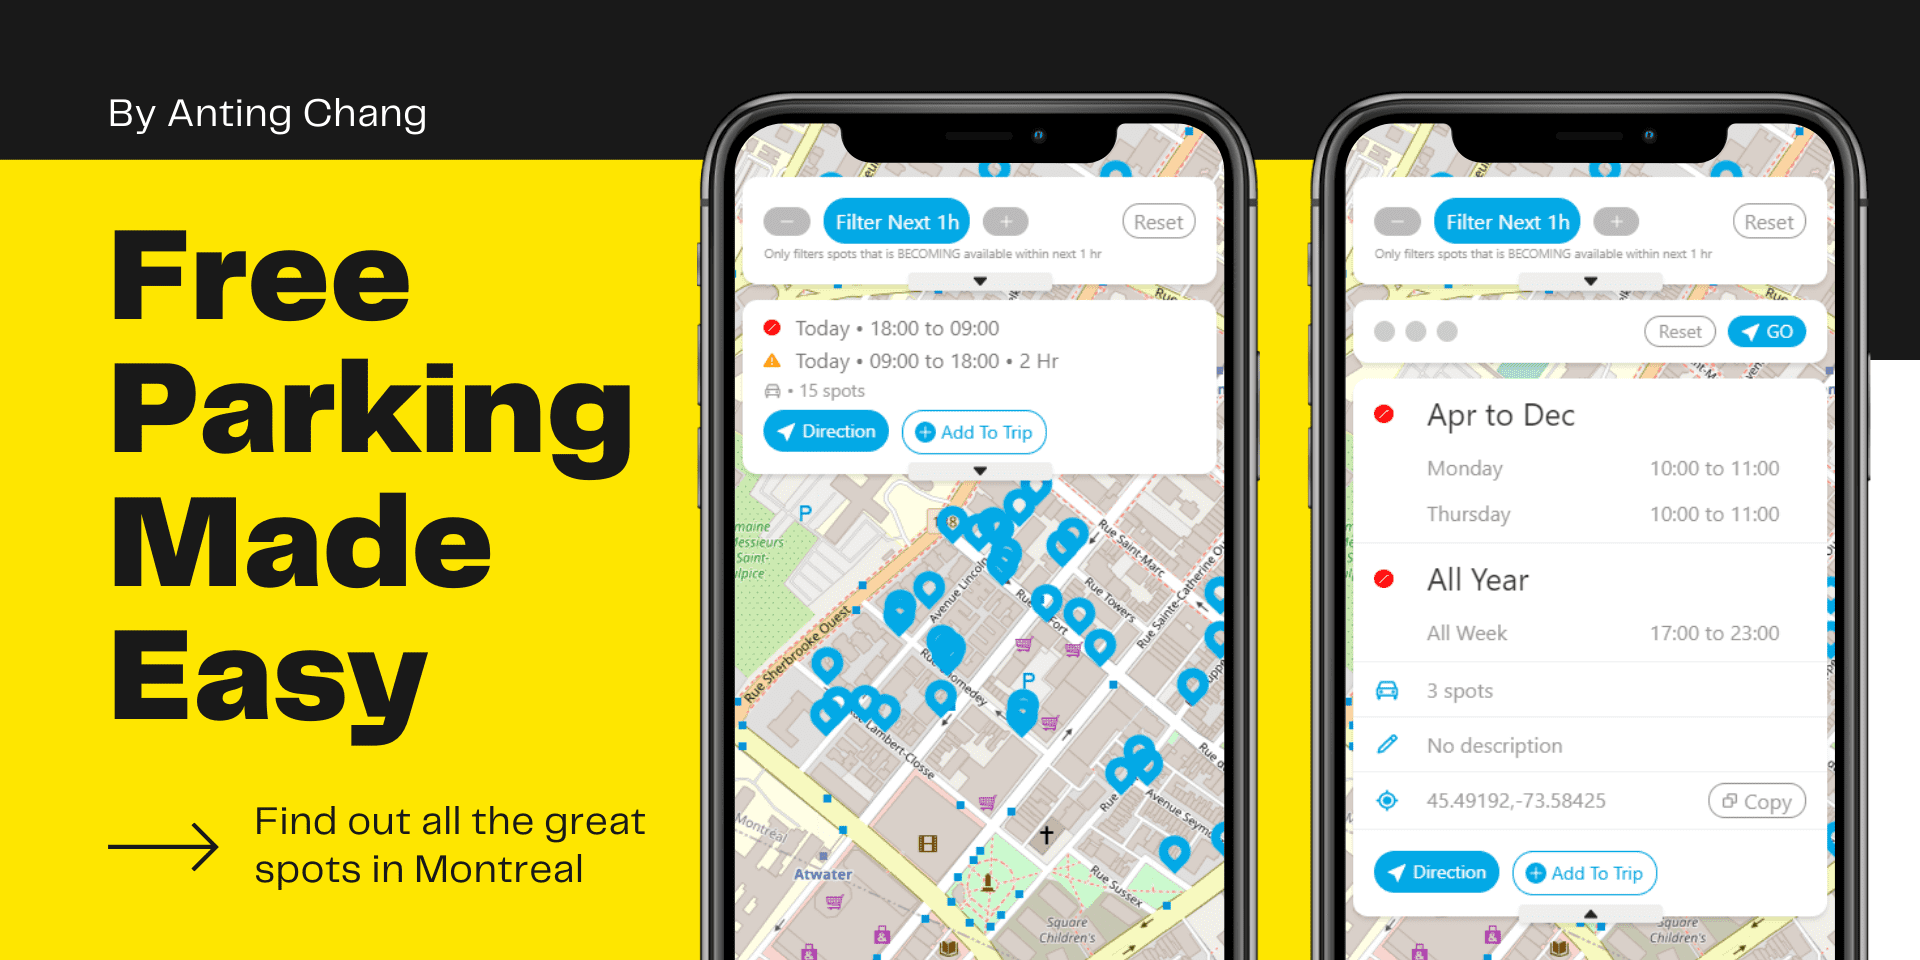 By Anting Chang
Free
Parking
Made
Easy
Find out all the great
spots in Montreal
Filter Next 1h
Reset
Only filters spots that is BECOMING available within next 1 hr
Today • 18:00 to 09:00
Today • 09:00 to 18:00 • 2 Hr
• 15 spots
Direction
Add To Trip
P
Rue Saint-Marc
Avenue Lincoln
Rue Towers
Rue Sainte-Catherine Ou
Rue Sherbrooke Ouest
Fort
P
Rue Lambert-Closse
Avenue Seymo
Montréal
Atwater
Rue Sussex
Square
Children's
Filter Next 1h
Reset
Only filters spots that is BECOMING available within next 1 hr
Reset
GO
Apr to Dec
Monday
10:00 to 11:00
Thursday
10:00 to 11:00
All Year
All Week
17:00 to 23:00
3 spots
No description
45.49192,-73.58425
Copy
Direction
Add To Trip
Square
Children's